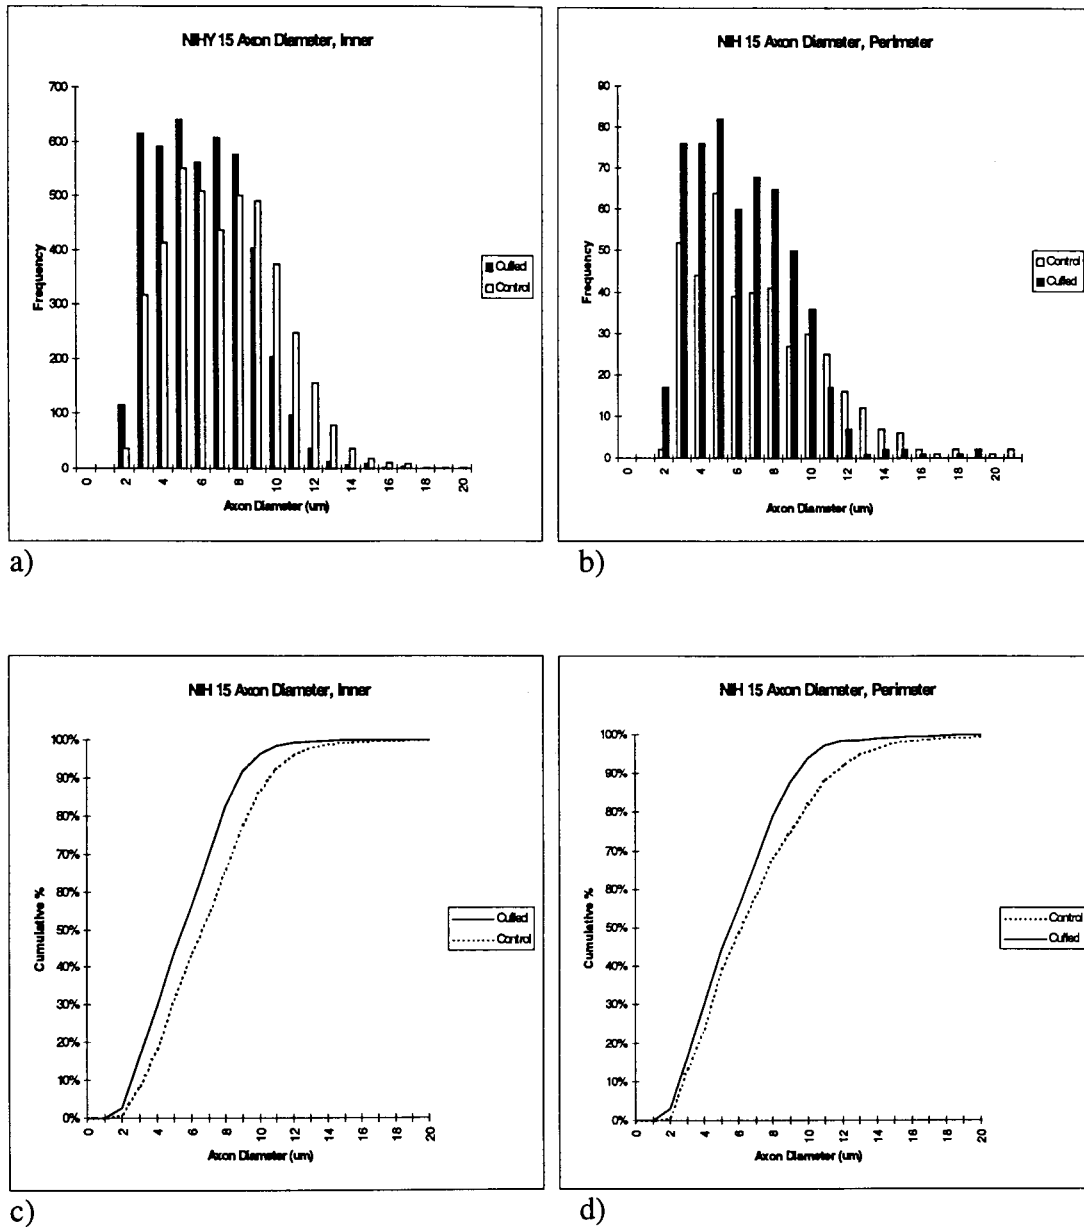 NIHY 15 Axon Diameter, Inner
700
600
500
400
300
200
100
0
Frequency
0 2 4 6 8 10 12 14 16 18 20
Axon Diameter (um)
Cuffed
Control
a)
NIH 15 Axon Diameter, Perimeter
90
80
70
60
50
40
30
20
10
0
Frequency
0 2 4 6 8 10 12 14 16 18 20
Axon Diameter (um)
Control
Cuffed
b)
NIH 15 Axon Diameter, Inner
100%
90%
80%
70%
60%
50%
40%
30%
20%
10%
0%
Cumulative %
0 2 4 6 8 10 12 14 16 18 20
Axon Diameter (um)
Cuffed
Control
c)
NIH 15 Axon Diameter, Perimeter
100%
90%
80%
70%
60%
50%
40%
30%
20%
10%
0%
Cumulative %
0 2 4 6 8 10 12 14 16 18 20
Axon Diameter (um)
Control
Cuffed
d)